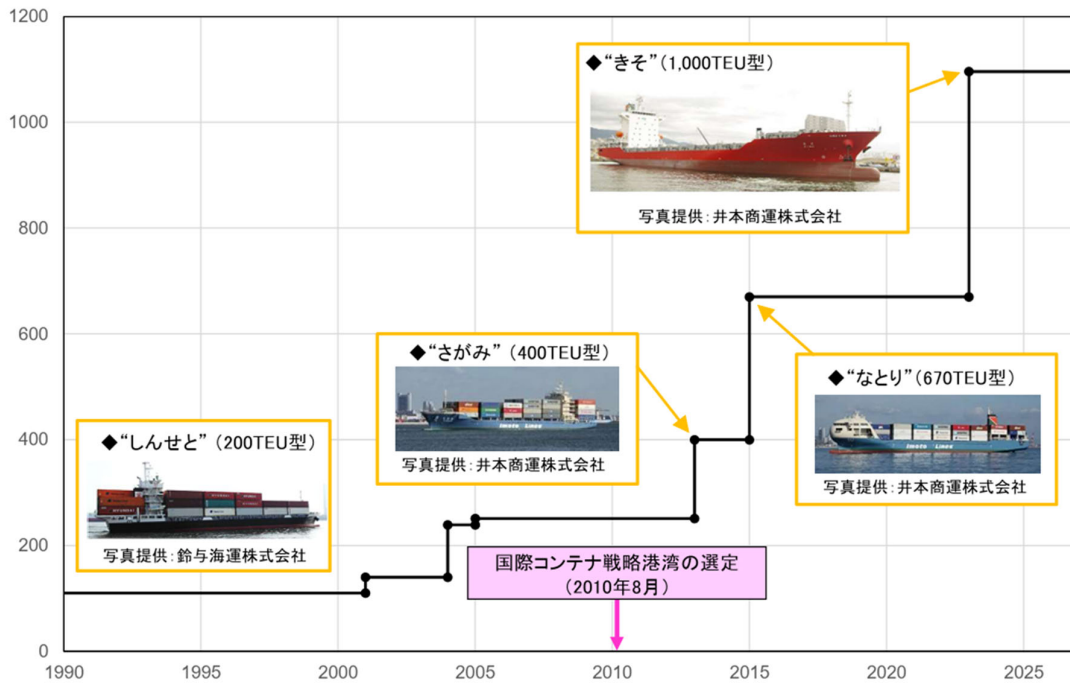 1200
1000
800
600
400
200
0
1990
1995
2000
2005
2010
2015
2020
2025
◆“きそ”(1,000TEU型)
写真提供：井本商運株式会社
◆“さがみ” (400TEU型)
Imoto Lines
写真提供：井本商運株式会社
◆“なとり”(670TEU型)
Imoto Lines
写真提供：井本商運株式会社
◆“しんせと” (200TEU型)
写真提供：鈴与海運株式会社
国際コンテナ戦略港湾の選定
(2010年8月)